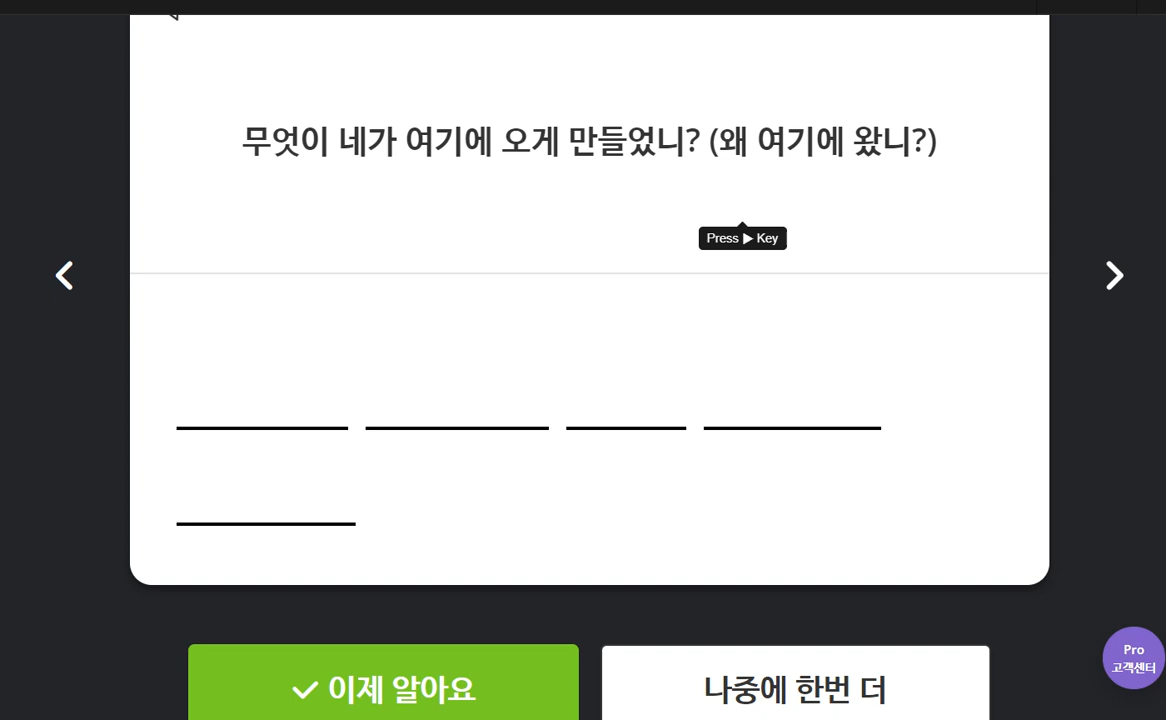 무엇이 네가 여기에 오게 만들었니? (왜 여기에 왔니?)
Press ▶ Key
이제 알아요
나중에 한번 더
Pro
고객센터